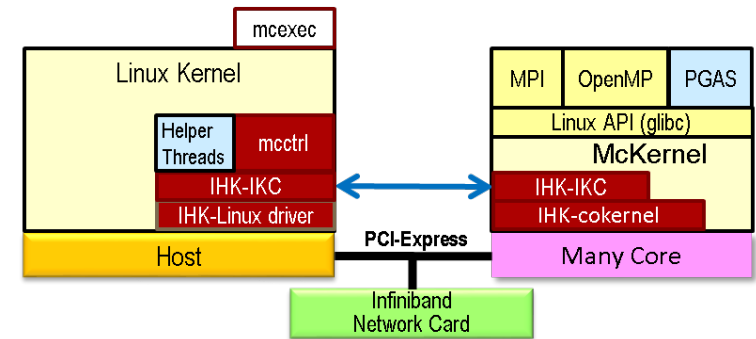 mcexec
Linux Kernel
Helper
Threads
mcctrl
IHK-IKC
IHK-Linux driver
Host
PCI-Express
Infiniband
Network Card
MPI
OpenMP
PGAS
Linux API (glibc)
McKernel
IHK-IKC
IHK-cokernel
Many Core